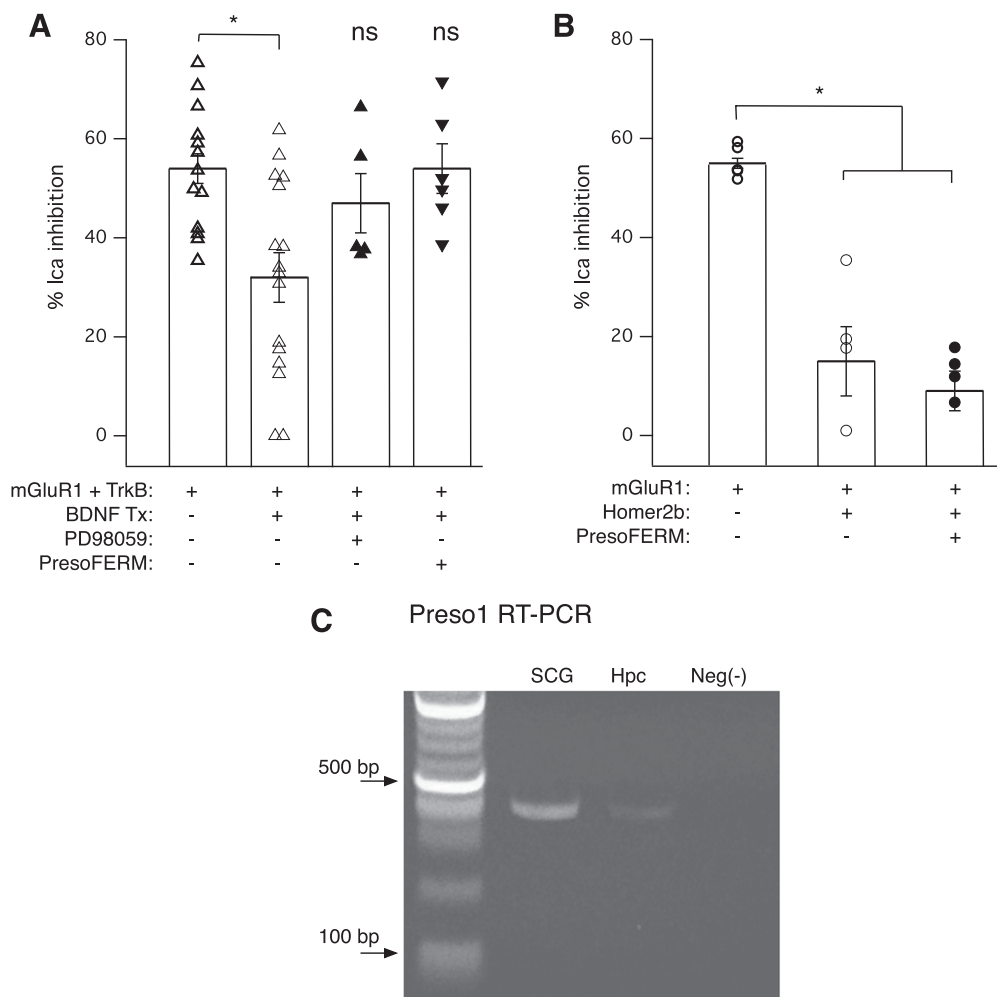 A
* ns ns
80
60
40
20
0
% Ica inhibition
mGluR1 + TrkB: + + + +
BDNF Tx: - + + +
PD98059: - - + -
PresoFERM: - - - +
B
*
80
60
40
20
0
% Ica inhibition
mGluR1: + + +
Homer2b: - + +
PresoFERM: - - +
C
Preso1 RT-PCR
SCG Hpc Neg(-)
500 bp
100 bp